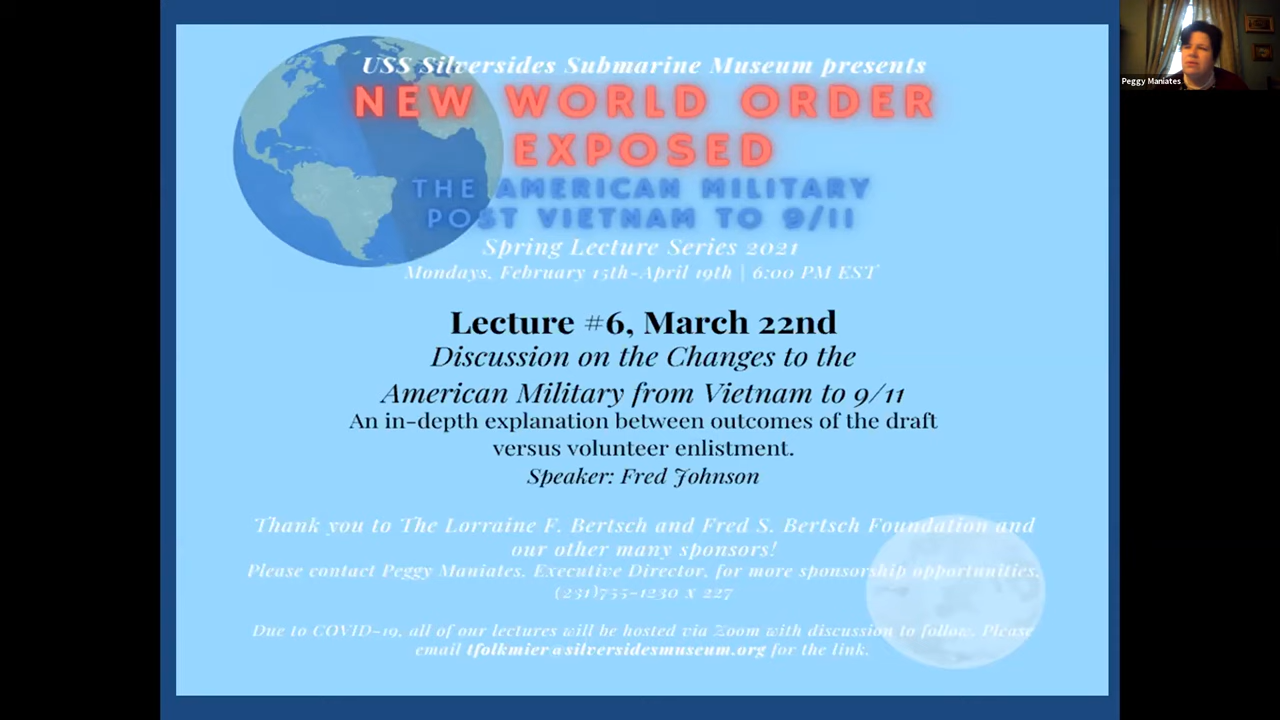 USS Silversides Submarine Museum presents
NEW WORLD ORDER
EXPOSED
THE AMERICAN MILITARY
POST VIETNAM TO 9/11
Spring Lecture Series 2021
Mondays, February 15th-April 19th | 6:00 PM EST
Lecture #6, March 22nd
Discussion on the Changes to the
American Military from Vietnam to 9/11
An in-depth explanation between outcomes of the draft
versus volunteer enlistment.
Speaker: Fred Johnson
Thank you to The Lorraine F. Bertsch and Fred S. Bertsch Foundation and
our other many sponsors!
Please contact Peggy Maniates, Executive Director, for more sponsorship opportunities,
(231)755-1230 x 227
Due to COVID-19, all of our lectures will be hosted via Zoom with discussion to follow. Please
email tfolkmier@silversidesmuseum.org for the link.
Peggy Maniates